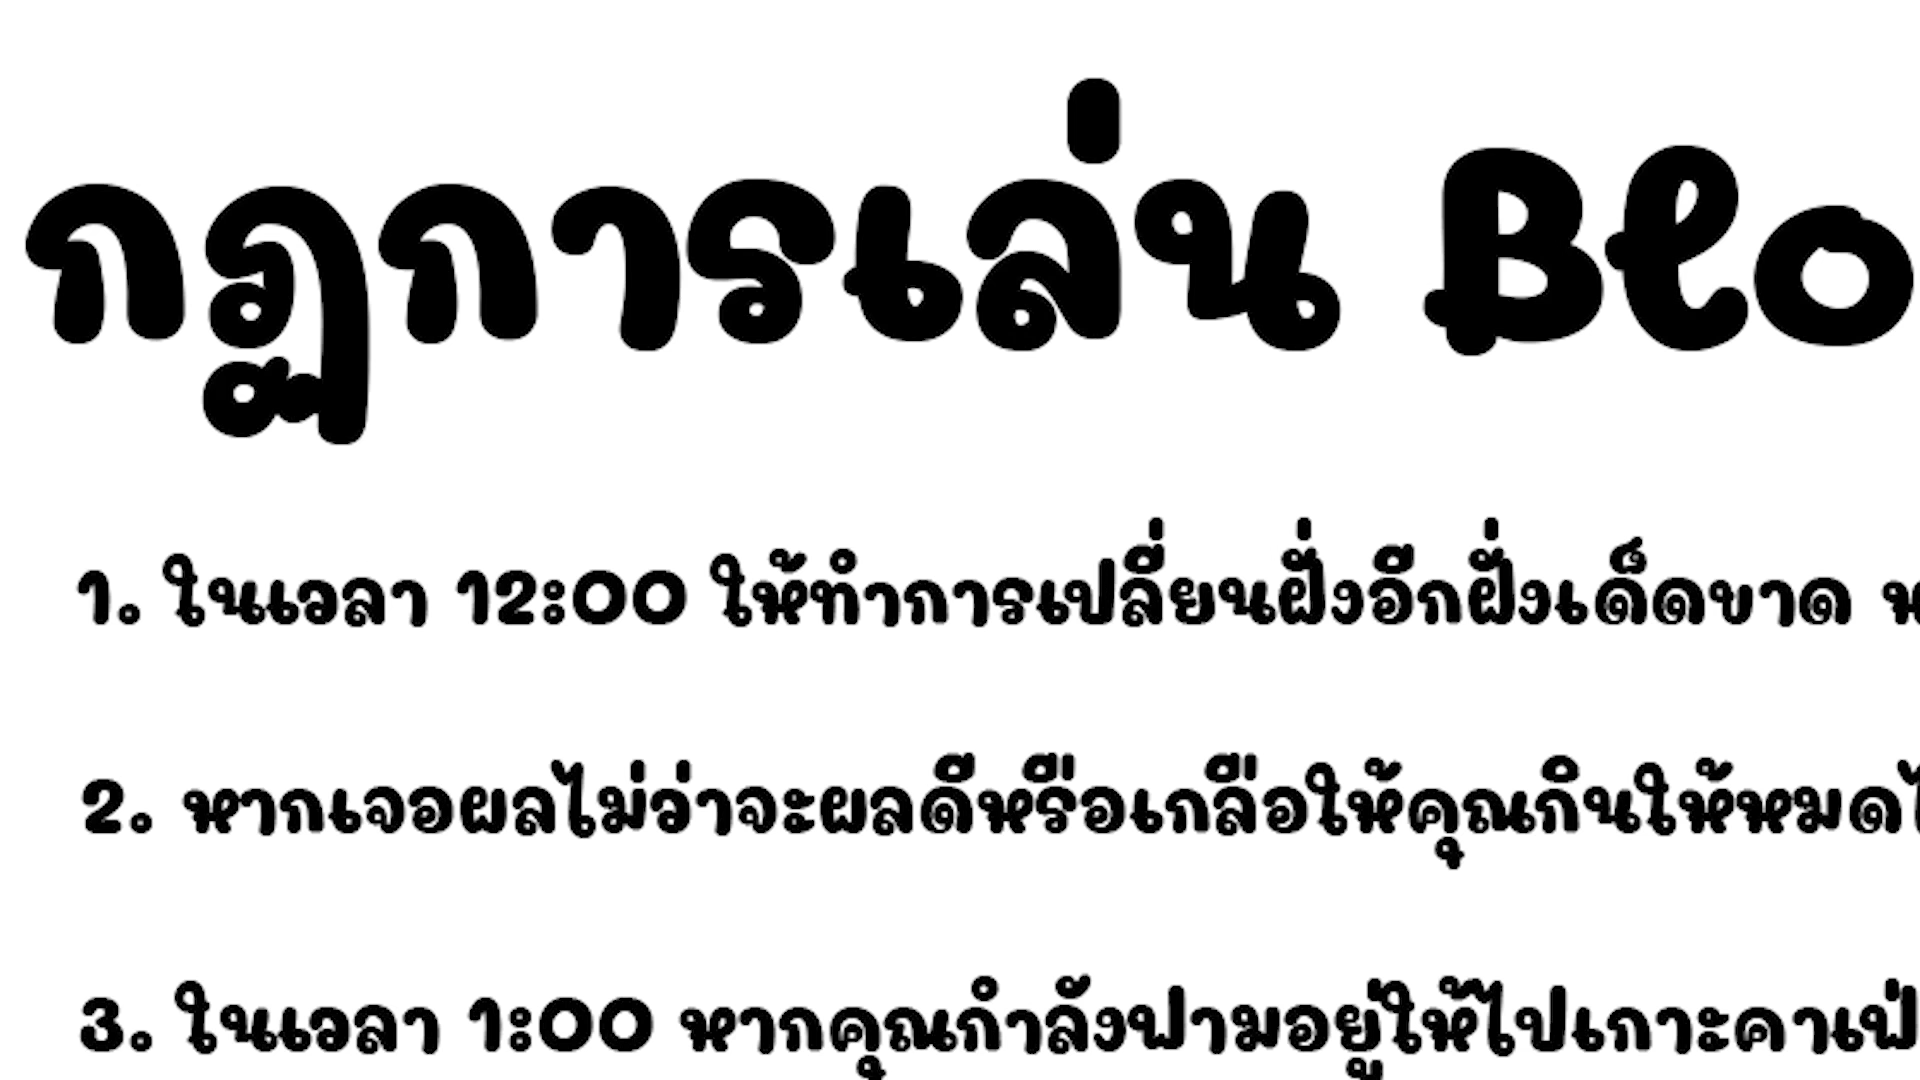 กฎการเล่น Blo
1. ในเวลา 12:00 ให้ทำการเปลี่ยนฝั่งอีกฝั่งเด็ดขาด
2. หากเจอผลไม่ว่าจะผลดีหรือเกลือให้คุณกินให้หมด
3. ในเวลา 1:00 หากคุณกำลังฟามอยู่ให้ไปเกาะคาเฟ่